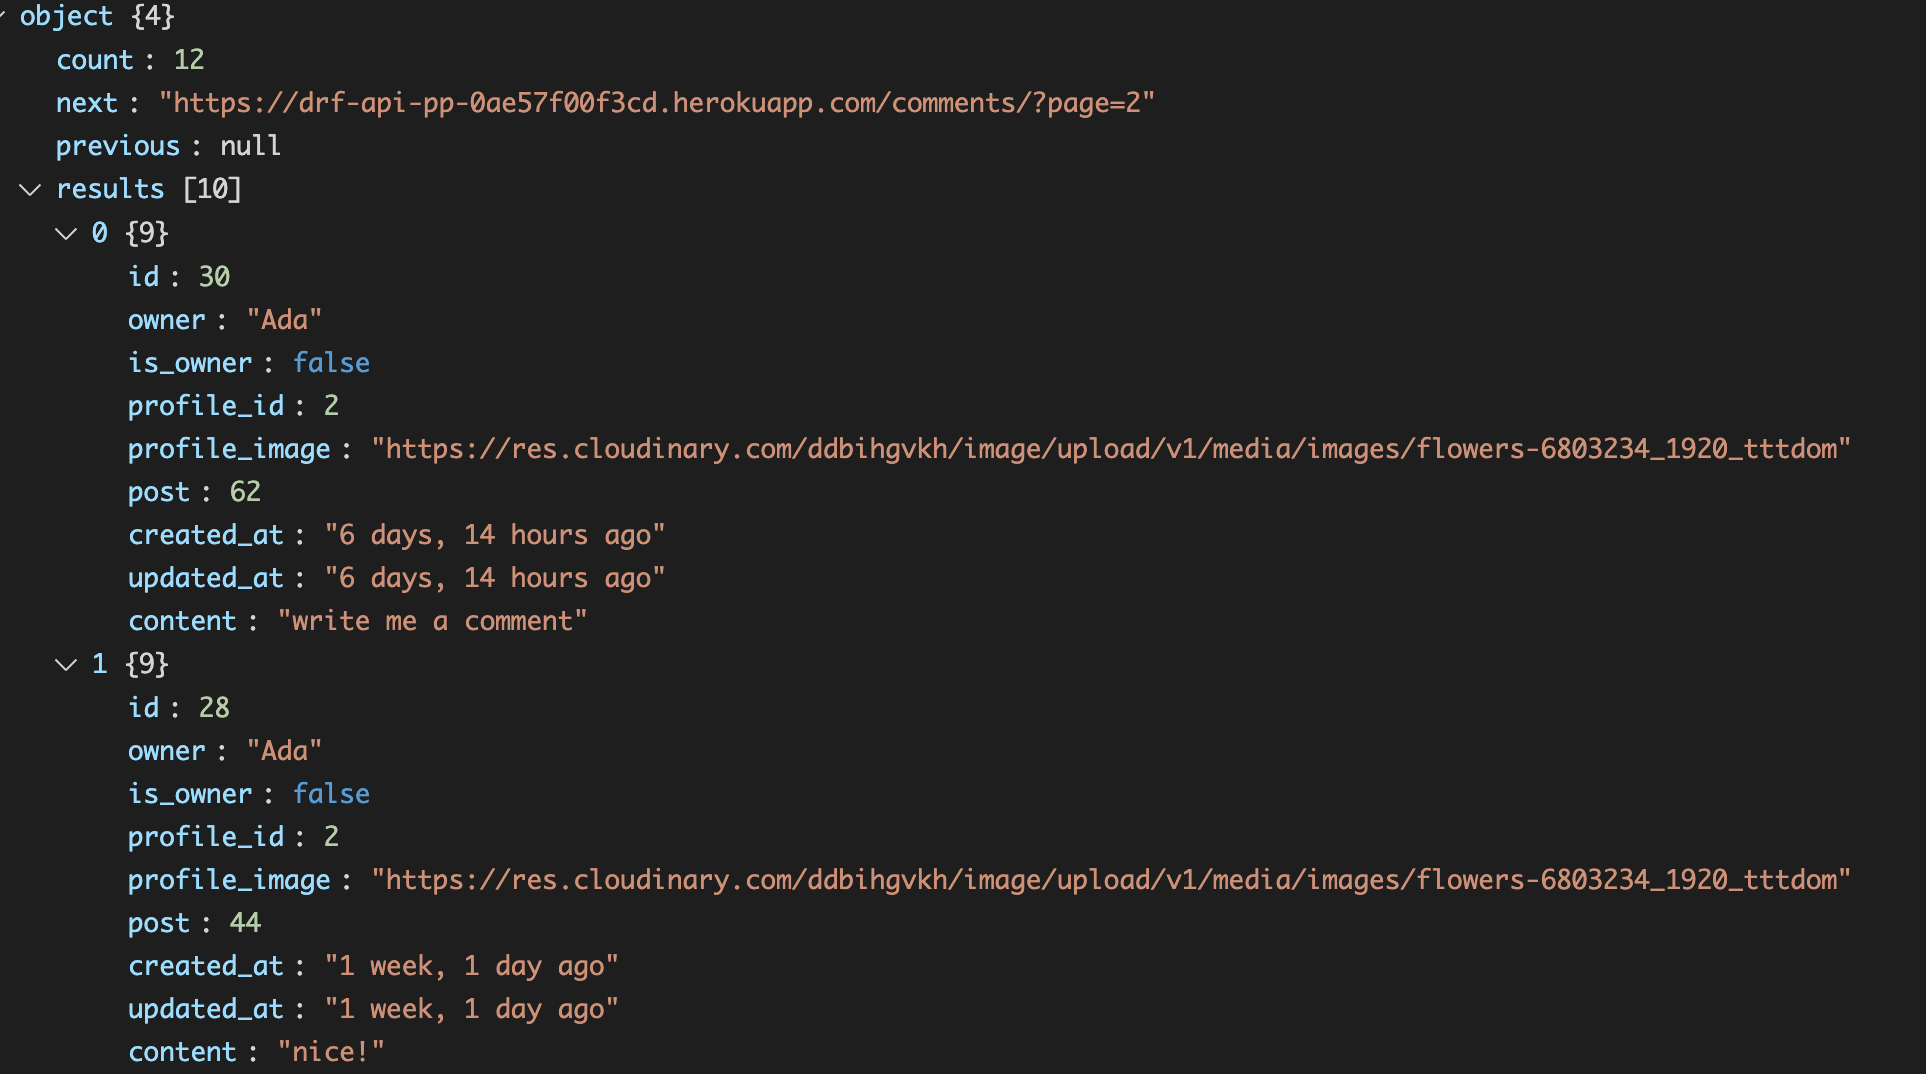 object {4}
count : 12
next : "https://drf-api-pp-0ae57f00f3cd.herokuapp.com/comments/?page=2"
previous : null
results [10]
0 {9}
id : 30
owner : "Ada"
is_owner : false
profile_id : 2
profile_image : "https://res.cloudinary.com/ddbihgvkh/image/upload/v1/media/images/flowers-6803234_1920_tttdom"
post : 62
created_at : "6 days, 14 hours ago"
updated_at : "6 days, 14 hours ago"
content : "write me a comment"
1 {9}
id : 28
owner : "Ada"
is_owner : false
profile_id : 2
profile_image : "https://res.cloudinary.com/ddbihgvkh/image/upload/v1/media/images/flowers-6803234_1920_tttdom"
post : 44
created_at : "1 week, 1 day ago"
updated_at : "1 week, 1 day ago"
content : "nice!"